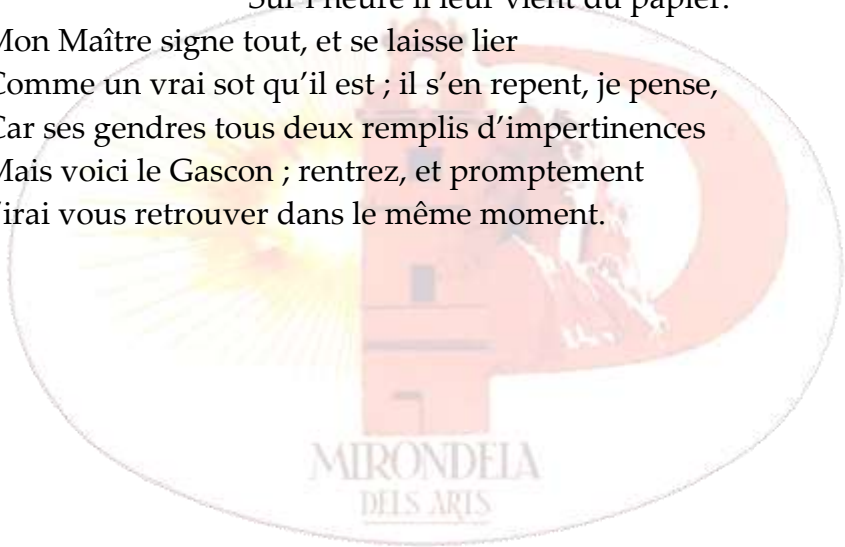 Sur l'heure il leur vient du papier.
Mon Maître signe tout, et se laisse lier
Comme un vrai sot qu'il est ; il s'en repent, je pense,
Car ses gendres tous deux remplis d'impertinences
Mais voici le Gascon ; rentrez, et promptement
J'irai vous retrouver dans le même moment.
MIRONDELA
DELS ARTS